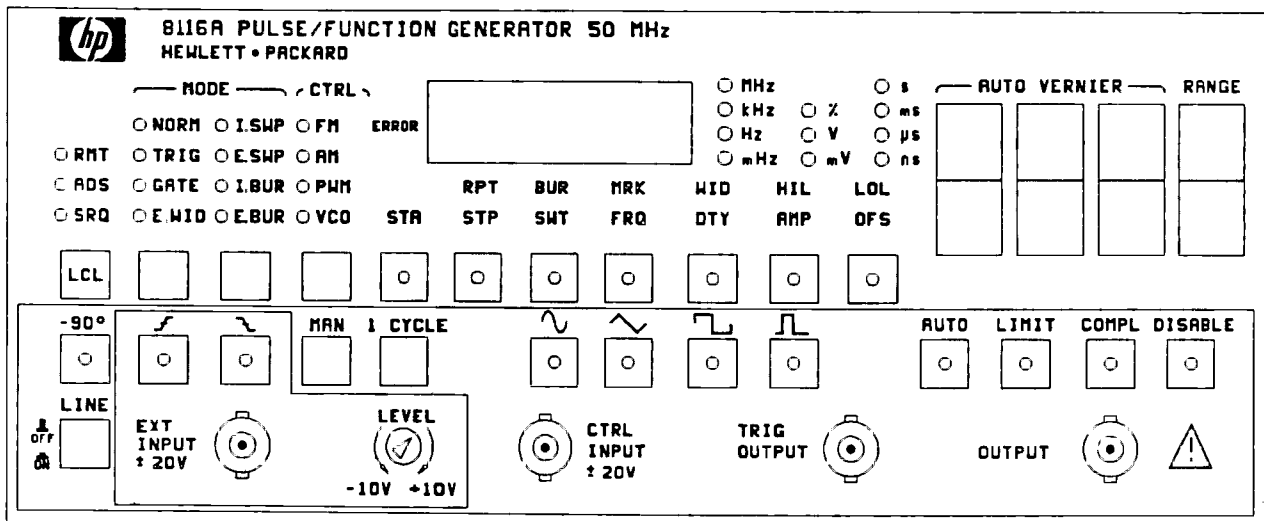 hp
8116A PULSE/FUNCTION GENERATOR 50 MHz
HEWLETT • PACKARD
MODE CTRL
NORM I.SWP FM
TRIG E.SWP AM
GATE I.BUR PWM
E.WID E.BUR VCO
RMT
ADS
SRQ
ERROR
MHz
kHz
Hz
mHz
%
V
mV
s
ms
µs
ns
AUTO VERNIER RANGE
RPT BUR MRK WID HIL LOL
STA STP SWT FRQ DTY AMP OFS
LCL
-90° MAN 1 CYCLE
AUTO LIMIT COMPL DISABLE
LINE
OFF
ON
EXT
INPUT
± 20V
LEVEL
-10V +10V
CTRL
INPUT
± 20V
TRIG
OUTPUT
OUTPUT